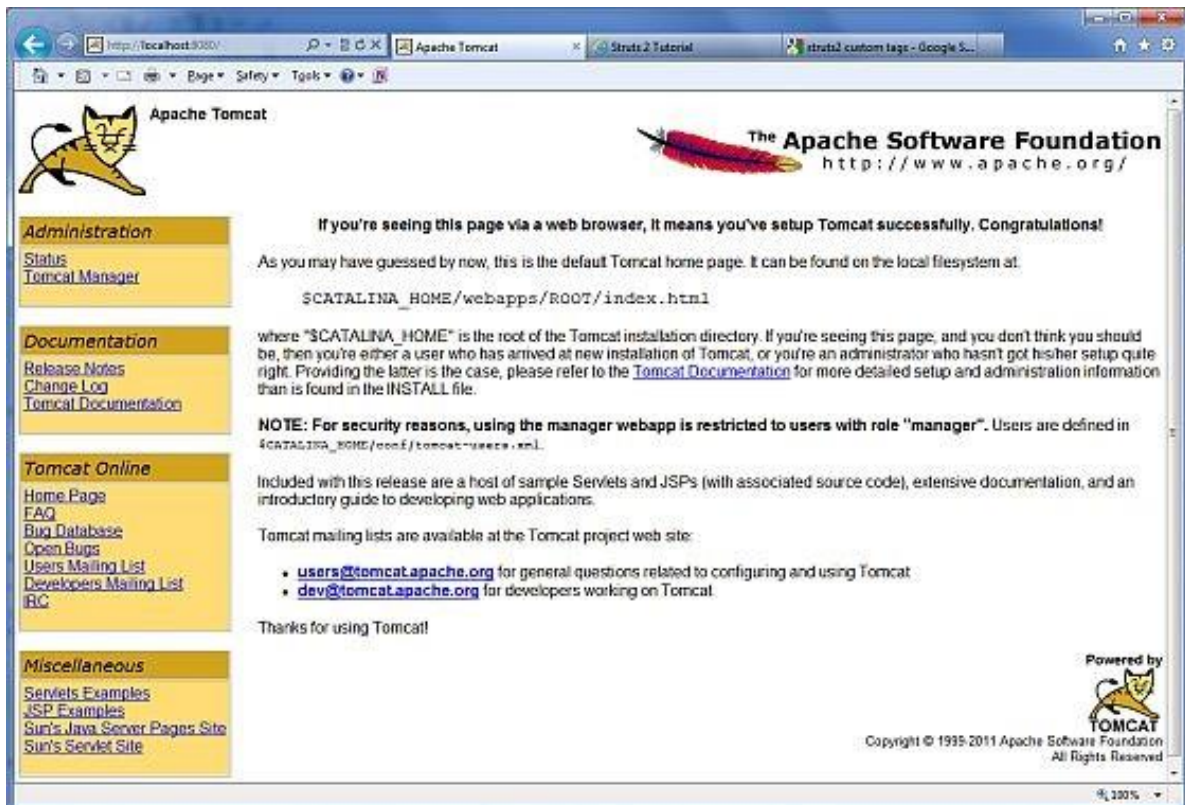 http://localhost:8080/
Apache Tomcat
Struts 2 Tutorial
struts2 custom tags - Google S...
Page
Safety
Tools
Apache Tomcat
The Apache Software Foundation
http://www.apache.org/
Administration
Status
Tomcat Manager
Documentation
Release Notes
Change Log
Tomcat Documentation
Tomcat Online
Home Page
FAQ
Bug Database
Open Bugs
Users Mailing List
Developers Mailing List
IRC
Miscellaneous
Servlets Examples
JSP Examples
Sun's Java Server Pages Site
Sun's Servlet Site
If you're seeing this page via a web browser, it means you've setup Tomcat successfully. Congratulations!
As you may have guessed by now, this is the default Tomcat home page. It can be found on the local filesystem at:
$CATALINA_HOME/webapps/ROOT/index.html
where "$CATALINA_HOME" is the root of the Tomcat installation directory. If you're seeing this page, and you don't think you should
be, then you're either a user who has arrived at new installation of Tomcat, or you're an administrator who hasn't got his/her setup quite
right. Providing the latter is the case, please refer to the Tomcat Documentation for more detailed setup and administration information
than is found in the INSTALL file.
NOTE: For security reasons, using the manager webapp is restricted to users with role "manager". Users are defined in
$CATALINA_HOME/conf/tomcat-users.xml.
Included with this release are a host of sample Servlets and JSPs (with associated source code), extensive documentation, and an
introductory guide to developing web applications.
Tomcat mailing lists are available at the Tomcat project web site:
• users@tomcat.apache.org for general questions related to configuring and using Tomcat
• dev@tomcat.apache.org for developers working on Tomcat
Thanks for using Tomcat!
Powered by
TOMCAT
Copyright © 1999-2011 Apache Software Foundation
All Rights Reserved
100%